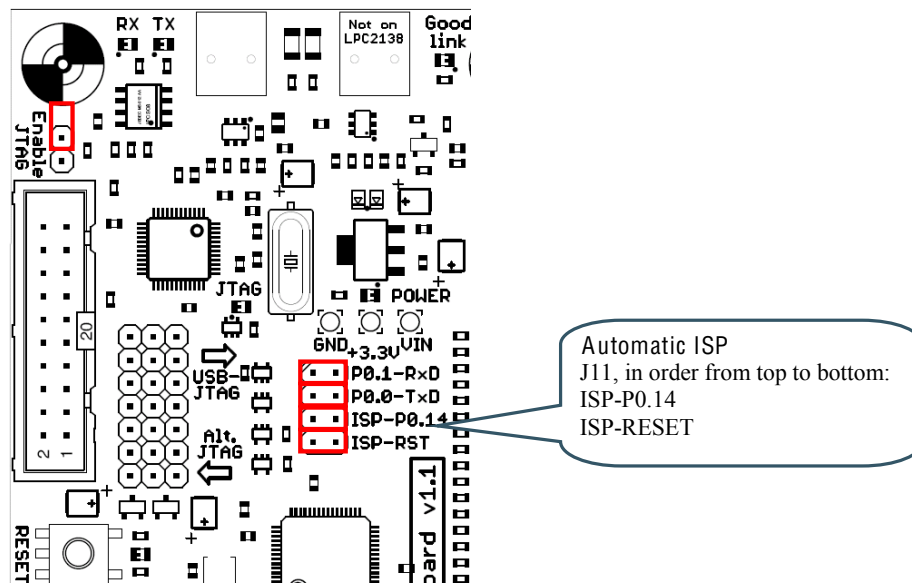 RX TX
Not on
LPC2138
Good
link
Enable
JTAG
20
2 1
JTAG
POWER
GND
+3.3V
VIN
USB-
JTAG
P0.1-RxD
P0.0-TxD
ISP-P0.14
ISP-RST
Alt.
JTAG
RESET
oard v1.1
Automatic ISP
J11, in order from top to bottom:
ISP-P0.14
ISP-RESET